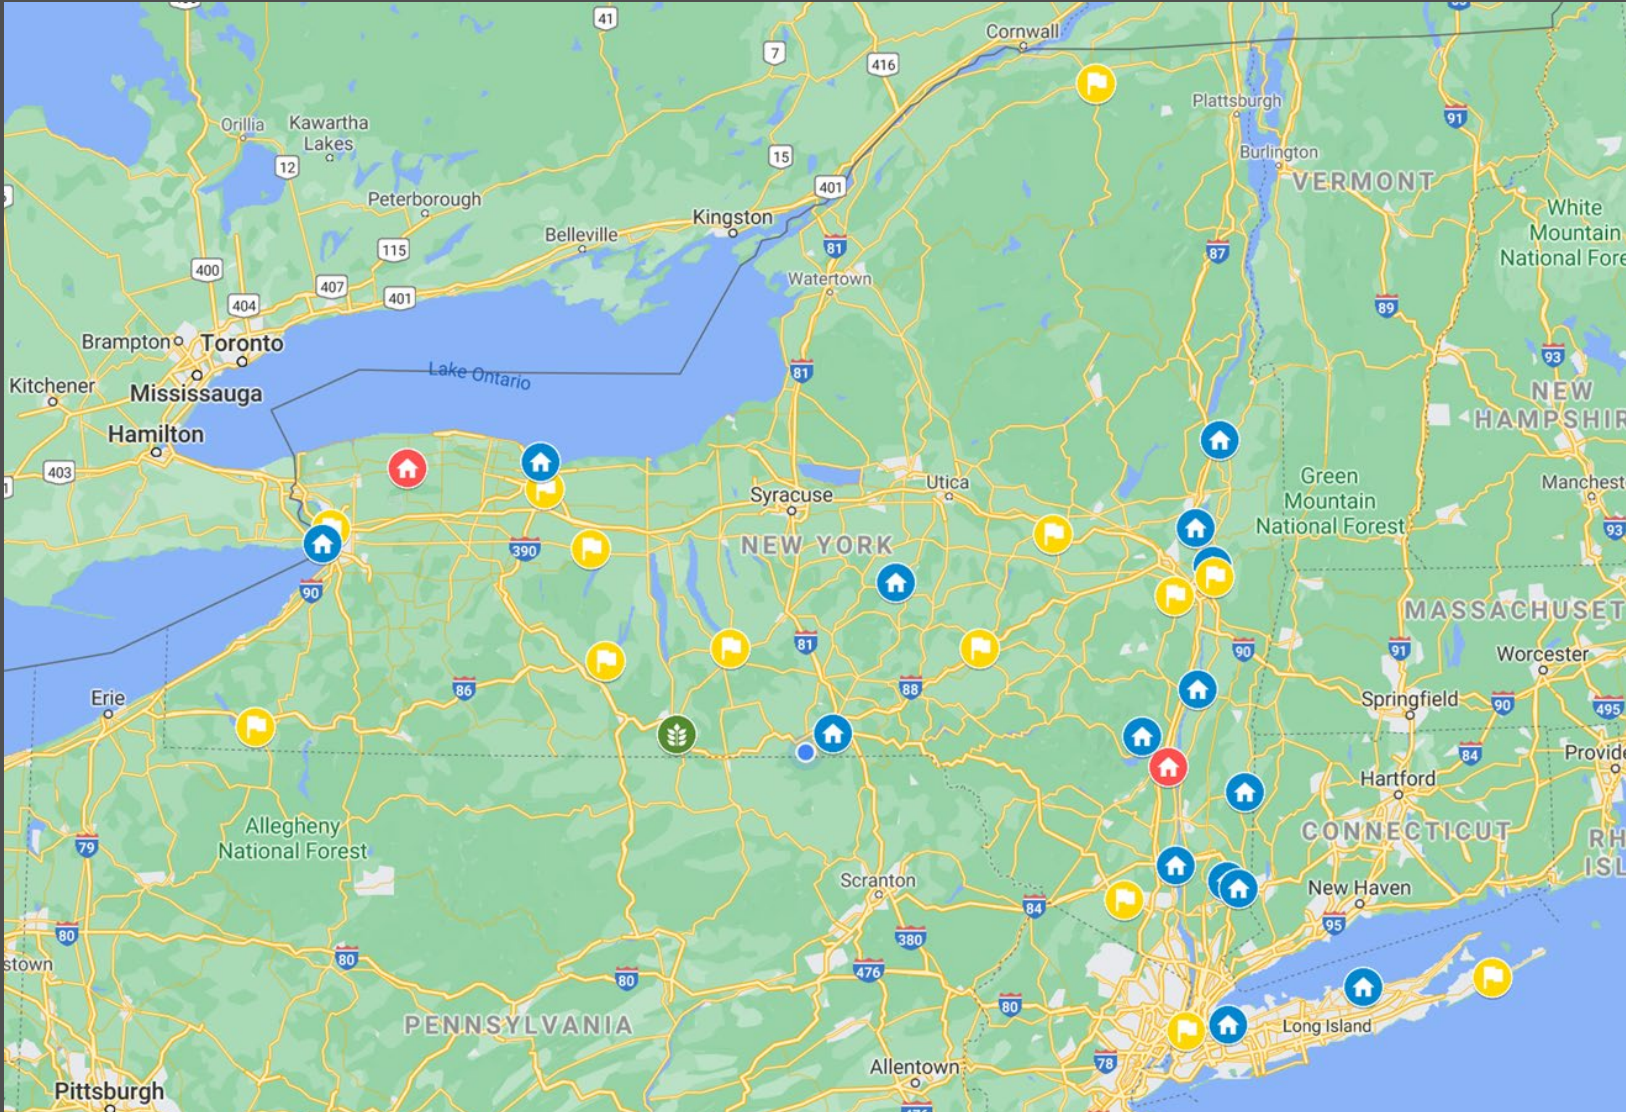 41
Cornwall
7
416
Plattsburgh
Orillia
Kawartha
Lakes
12
15
91
Burlington
VERMONT
401
Peterborough
White
Mountain
National Fore
Kingston
Belleville
115
81
87
400
Watertown
407
401
404
89
Brampton
Toronto
93
81
Lake Ontario
Kitchener
Mississauga
NEW
HAMPSHIR
Hamilton
403
Utica
Syracuse
Green
Mountain
National Forest
Manchest
93
NEW YORK
390
90
MASSACHUSET
81
90
91
Worcester
86
88
Erie
Springfield
90
495
84
Provide
Hartford
Allegheny
National Forest
79
CONNECTICUT
RH
ISL
Scranton
New Haven
84
95
80
380
80
stown
476
80
80
PENNSYLVANIA
Long Island
78
Allentown
Pittsburgh